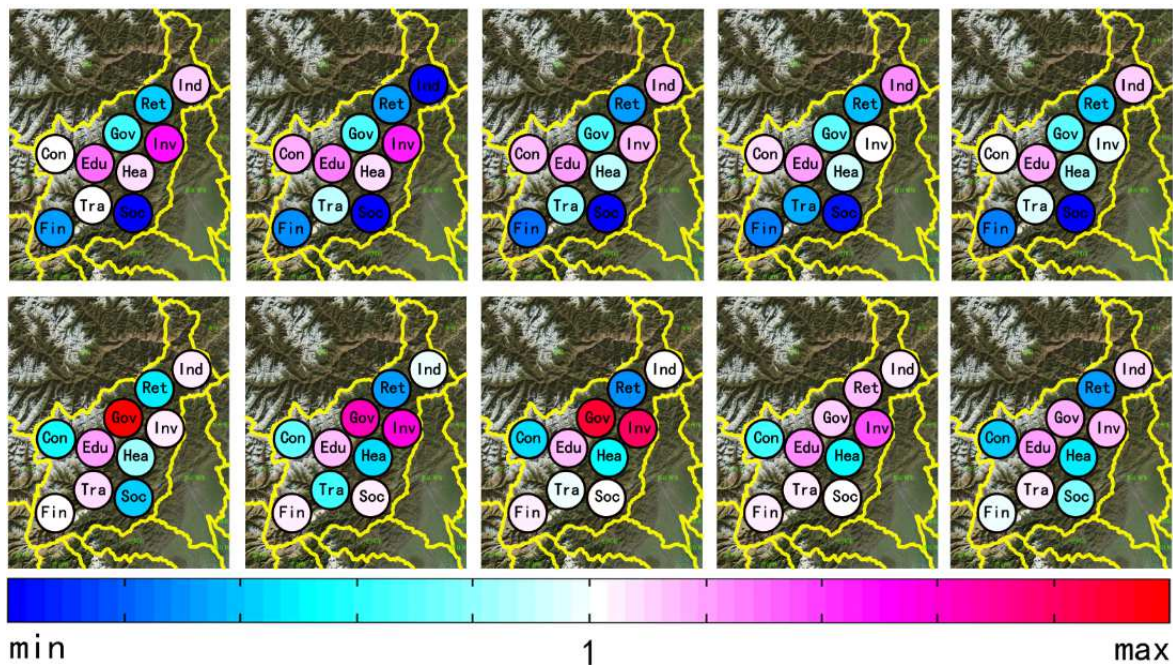 Ind
Ret
Gov
Inv
Con
Edu
Hea
Tra
Soc
Fin
Ind
Ret
Gov
Inv
Con
Edu
Hea
Tra
Soc
Fin
Ind
Ret
Gov
Inv
Con
Edu
Hea
Tra
Soc
Fin
Ind
Ret
Gov
Inv
Con
Edu
Hea
Tra
Soc
Fin
Ind
Ret
Gov
Inv
Con
Edu
Hea
Tra
Soc
Fin
Ind
Ret
Gov
Inv
Con
Edu
Hea
Tra
Soc
Fin
Ind
Ret
Gov
Inv
Con
Edu
Hea
Tra
Soc
Fin
Ind
Ret
Gov
Inv
Con
Edu
Hea
Tra
Soc
Fin
Ind
Ret
Gov
Inv
Con
Edu
Hea
Tra
Soc
Fin
Ind
Ret
Gov
Inv
Con
Edu
Hea
Tra
Soc
Fin
min 1 max